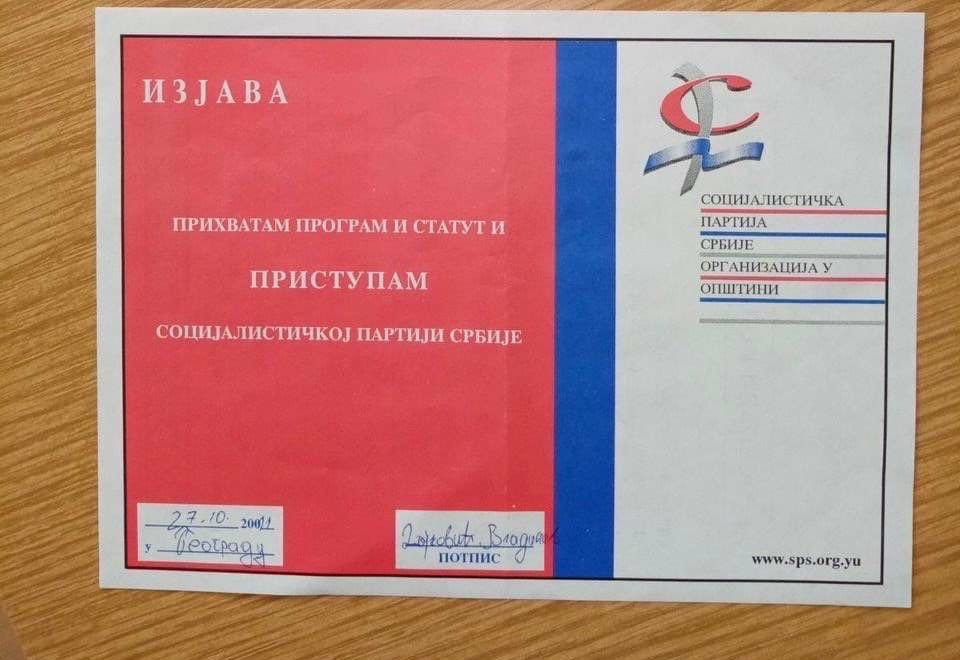 ИЗЈАВА
ПРИХВАТАМ ПРОГРАМ И СТАТУТ И
ПРИСТУПАМ
СОЦИЈАЛИСТИЧКОЈ ПАРТИЈИ СРБИЈЕ
27.10. 20011
у Београду
ПОТПИС
СОЦИЈАЛИСТИЧКА
ПАРТИЈА
СРБИЈЕ
ОРГАНИЗАЦИЈА У
ОПШТИНИ
www.sps.org.yu